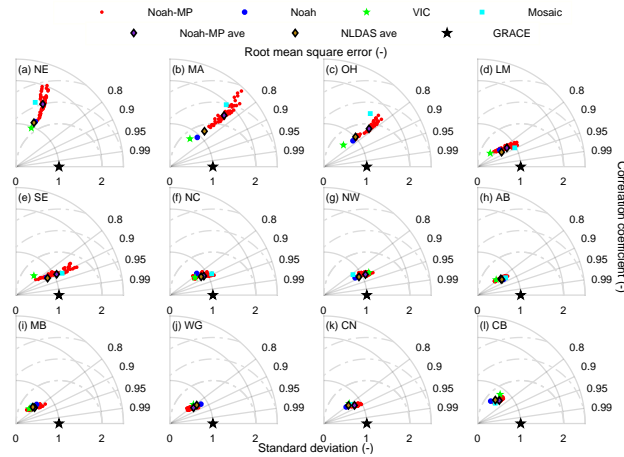 Noah-MP Noah VIC Mosaic
Noah-MP ave NLDAS ave GRACE
Root mean square error (-)
(a) NE (b) MA (c) OH (d) LM
0.8 0.8 0.8 0.8
0.9 0.9 0.9 0.9
0.95 0.95 0.95 0.95
0.99 0.99 0.99 0.99
0 1 2 0 1 2 0 1 2 0 1 2
Correlation coefficient (-)
(e) SE (f) NC (g) NW (h) AB
0.8 0.8 0.8 0.8
0.9 0.9 0.9 0.9
0.95 0.95 0.95 0.95
0.99 0.99 0.99 0.99
0 1 2 0 1 2 0 1 2 0 1 2
(i) MB (j) WG (k) CN (l) CB
0.8 0.8 0.8 0.8
0.9 0.9 0.9 0.9
0.95 0.95 0.95 0.95
0.99 0.99 0.99 0.99
0 1 2 0 1 2 0 1 2 0 1 2
Standard deviation (-)